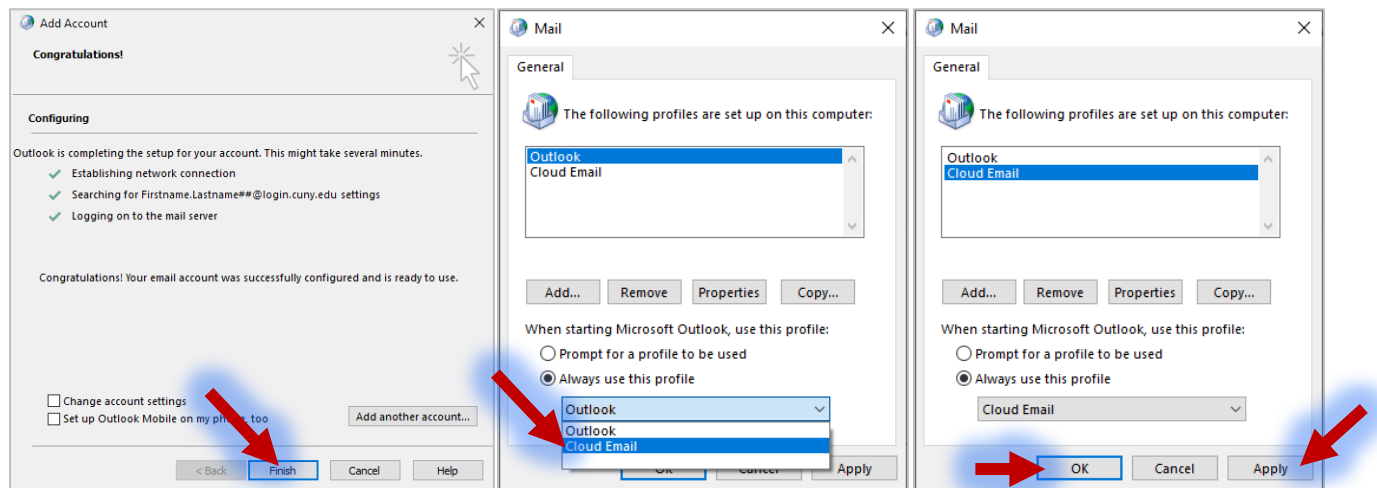 Add Account
Congratulations!
Configuring
Outlook is completing the setup for your account. This might take several minutes.
Establishing network connection
Searching for Firstname.Lastname##@login.cuny.edu settings
Logging on to the mail server
Congratulations! Your email account was successfully configured and is ready to use.
Change account settings
Set up Outlook Mobile on my phone, too
Add another account...
< Back
Finish
Cancel
Help
Mail
General
The following profiles are set up on this computer:
Outlook
Cloud Email
Add...
Remove
Properties
Copy...
When starting Microsoft Outlook, use this profile:
Prompt for a profile to be used
Always use this profile
Outlook
Outlook
Cloud Email
OK
Cancel
Apply
Mail
General
The following profiles are set up on this computer:
Outlook
Cloud Email
Add...
Remove
Properties
Copy...
When starting Microsoft Outlook, use this profile:
Prompt for a profile to be used
Always use this profile
Cloud Email
OK
Cancel
Apply